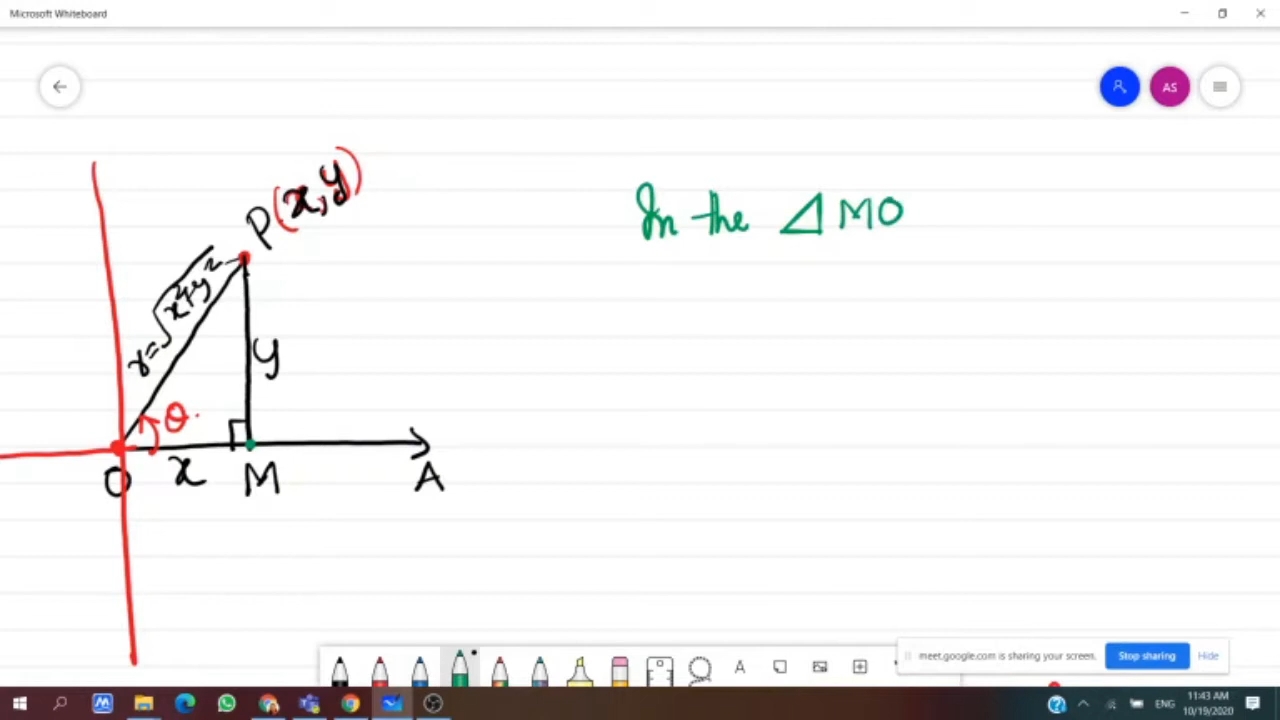 Microsoft Whiteboard
AS
P(x,y)
In the △ MO
r=√x²+y²
y
θ
O x M A
A
meet.google.com is sharing your screen. Stop sharing Hide
ENG
11:43 AM
10/19/2020